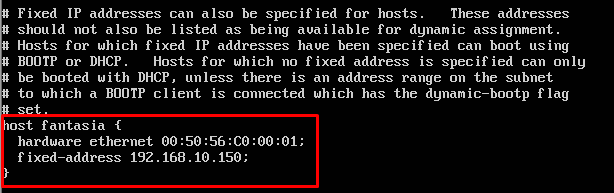 # Fixed IP addresses can also be specified for hosts.   These addresses
# should not also be listed as being available for dynamic assignment.
# Hosts for which fixed IP addresses have been specified can boot using
# BOOTP or DHCP.   Hosts for which no fixed address is specified can only
# be booted with DHCP, unless there is an address range on the subnet
# to which a BOOTP client is connected which has the dynamic-bootp flag
# set.
host fantasia {
  hardware ethernet 00:50:56:C0:00:01;
  fixed-address 192.168.10.150;
}